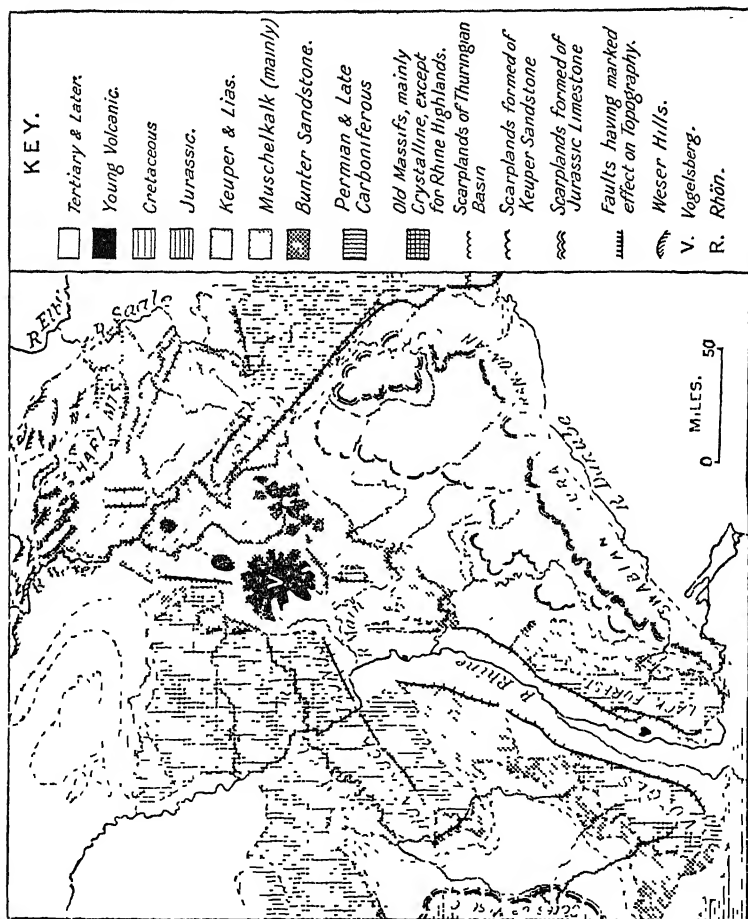 KEY.
Tertiary & Later.
Young Volcanic.
Cretaceous
Jurassic.
Keuper & Lias.
Muschelkalk (mainly)
Bunter Sandstone.
Permian & Late
Carboniferous
Old Massifs, mainly
Crystalline, except
for Rhine Highlands.
Scarplands of Thuringian
Basin
Scarplands formed of
Keuper Sandstone
Scarplands formed of
Jurassic Limestone
Faults having marked
effect on Topography.
Weser Hills.
V. Vogelsberg.
R. Rhön.
HARZ MTS
V
R
R. Rhine
SWABIAN JURA
R. Danube
0 50
MILES.